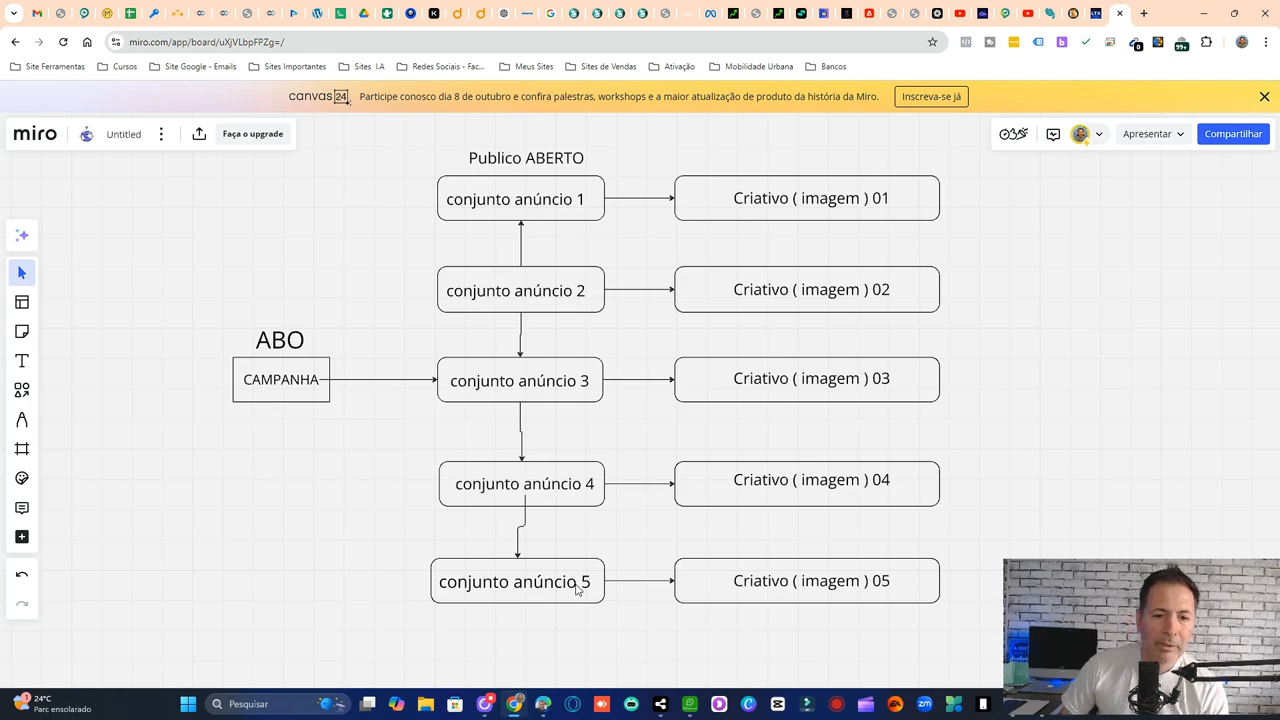 miro.com/app/board/uXjVLbpFPZg=/
99+
Site Ferramentas
Cursos
Site Google - Emails
Sites Importantes
Sites I.A
Redes Sociais - Fac...
Meus Sites
Sites de Vendas
Ativação
Mobilidade Urbana
Bancos
canvas 24
Participe conosco dia 8 de outubro e confira palestras, workshops e a maior atualização de produto da história da Miro.
Inscreva-se já
miro
Untitled
Faça o upgrade
Apresentar
Compartilhar
Publico ABERTO
conjunto anúncio 1
Criativo ( imagem ) 01
conjunto anúncio 2
Criativo ( imagem ) 02
ABO
CAMPANHA
conjunto anúncio 3
Criativo ( imagem ) 03
conjunto anúncio 4
Criativo ( imagem ) 04
conjunto anúncio 5
Criativo ( imagem ) 05
24°C
Parc ensolarado
Pesquisar